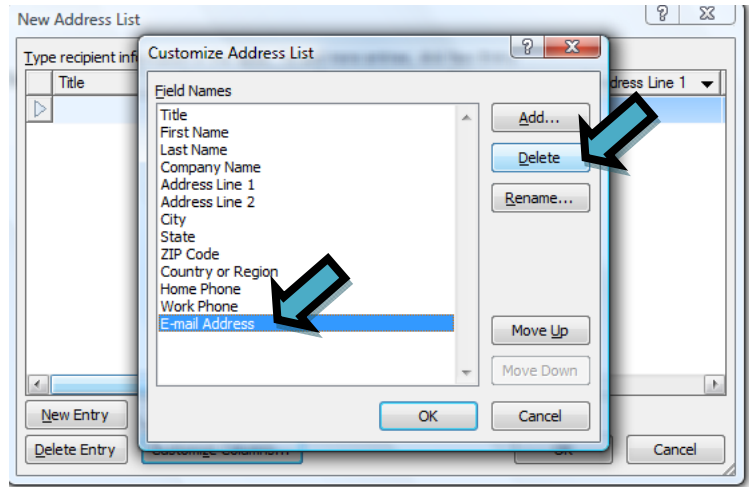 New Address List
Type recipient inf
Title
dress Line 1
Customize Address List
Field Names
Title
First Name
Last Name
Company Name
Address Line 1
Address Line 2
City
State
ZIP Code
Country or Region
Home Phone
Work Phone
E-mail Address
Add...
Delete
Rename...
Move Up
Move Down
OK
Cancel
New Entry
Delete Entry
Customize Columns...
OK
Cancel